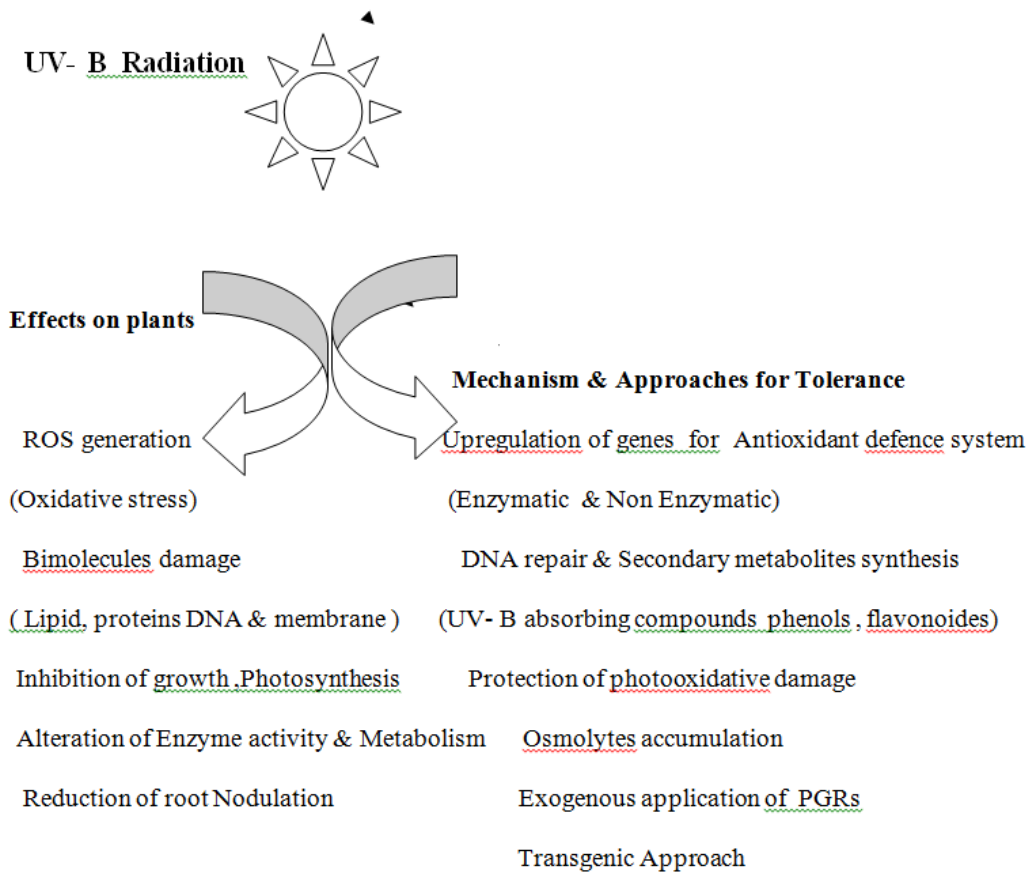 UV- B Radiation
Effects on plants
ROS generation
(Oxidative stress)
Bimolecules damage
( Lipid, proteins DNA & membrane )
Inhibition of growth ,Photosynthesis
Alteration of Enzyme activity & Metabolism
Reduction of root Nodulation
Mechanism & Approaches for Tolerance
Upregulation of genes for Antioxidant defence system
(Enzymatic & Non Enzymatic)
DNA repair & Secondary metabolites synthesis
(UV- B absorbing compounds phenols , flavonoides)
Protection of photooxidative damage
Osmolytes accumulation
Exogenous application of PGRs
Transgenic Approach